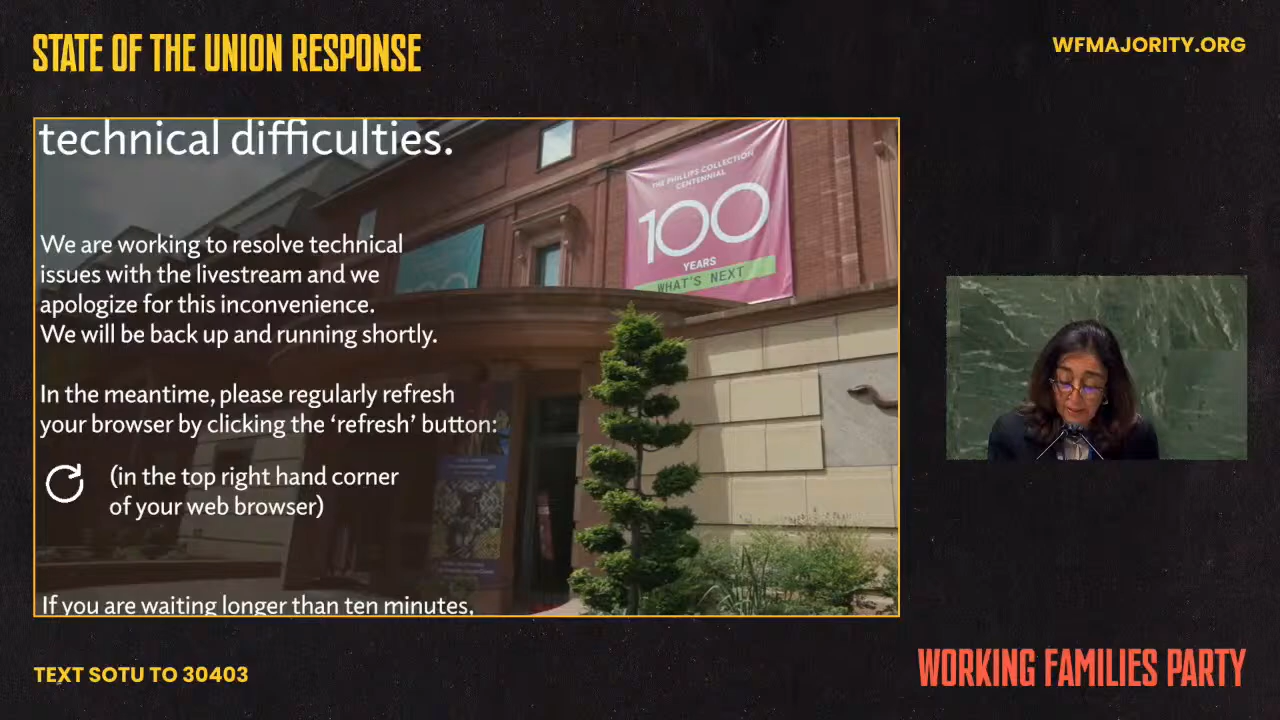 STATE OF THE UNION RESPONSE
WFMAJORITY.ORG
technical difficulties.
We are working to resolve technical
issues with the livestream and we
apologize for this inconvenience.
We will be back up and running shortly.
In the meantime, please regularly refresh
your browser by clicking the ‘refresh’ button:
(in the top right hand corner
of your web browser)
If you are waiting longer than ten minutes,
THE PHILLIPS COLLECTION
CENTENNIAL
100
YEARS
WHAT'S NEXT
TEXT SOTU TO 30403
WORKING FAMILIES PARTY